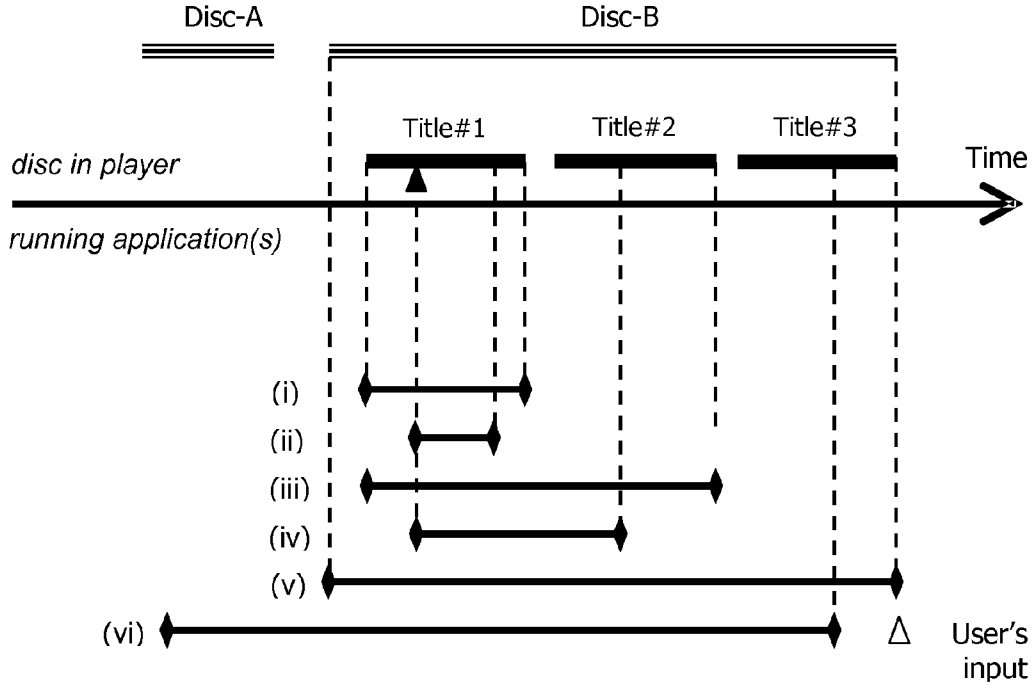 Disc-A
Disc-B
Title#1
Title#2
Title#3
disc in player
Time
running application(s)
(i)
(ii)
(iii)
(iv)
(v)
(vi)
User's
input